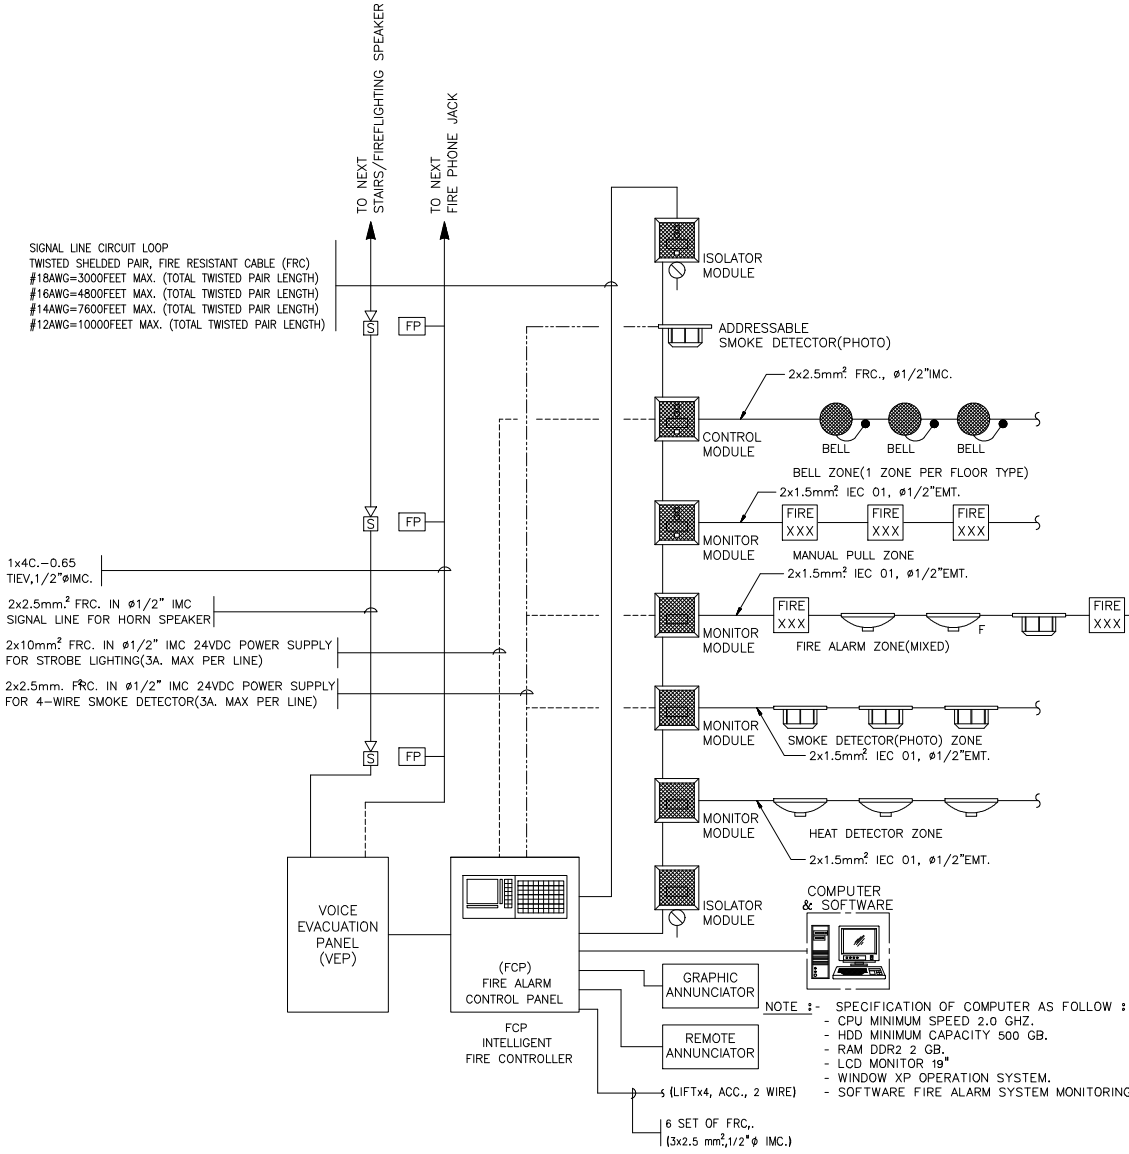 TO NEXT
STAIRS/FIREFLIGHTING SPEAKER
TO NEXT
FIRE PHONE JACK
SIGNAL LINE CIRCUIT LOOP
TWISTED SHELDED PAIR, FIRE RESISTANT CABLE (FRC)
#18AWG=3000FEET MAX. (TOTAL TWISTED PAIR LENGTH)
#16AWG=4800FEET MAX. (TOTAL TWISTED PAIR LENGTH)
#14AWG=7600FEET MAX. (TOTAL TWISTED PAIR LENGTH)
#12AWG=10000FEET MAX. (TOTAL TWISTED PAIR LENGTH)
S
FP
ISOLATOR
MODULE
ADDRESSABLE
SMOKE DETECTOR(PHOTO)
2x2.5mm². FRC., ø1/2"IMC.
CONTROL
MODULE
BELL
BELL
BELL
BELL ZONE(1 ZONE PER FLOOR TYPE)
2x1.5mm². IEC 01, ø1/2"EMT.
S
FP
MONITOR
MODULE
FIRE
XXX
FIRE
XXX
FIRE
XXX
MANUAL PULL ZONE
2x1.5mm². IEC 01, ø1/2"EMT.
1x4C.-0.65
TIEV,1/2"øIMC.
2x2.5mm.² FRC. IN ø1/2" IMC
SIGNAL LINE FOR HORN SPEAKER
2x10mm.² FRC. IN ø1/2" IMC 24VDC POWER SUPPLY
FOR STROBE LIGHTING(3A. MAX PER LINE)
2x2.5mm. ²FRC. IN ø1/2" IMC 24VDC POWER SUPPLY
FOR 4-WIRE SMOKE DETECTOR(3A. MAX PER LINE)
MONITOR
MODULE
FIRE
XXX
F
FIRE
XXX
FIRE ALARM ZONE(MIXED)
MONITOR
MODULE
SMOKE DETECTOR(PHOTO) ZONE
2x1.5mm². IEC 01, ø1/2"EMT.
S
FP
MONITOR
MODULE
HEAT DETECTOR ZONE
2x1.5mm². IEC 01, ø1/2"EMT.
ISOLATOR
MODULE
COMPUTER
& SOFTWARE
VOICE
EVACUATION
PANEL
(VEP)
(FCP)
FIRE ALARM
CONTROL PANEL
FCP
INTELLIGENT
FIRE CONTROLLER
GRAPHIC
ANNUNCIATOR
REMOTE
ANNUNCIATOR
NOTE :- SPECIFICATION OF COMPUTER AS FOLLOW :
- CPU MINIMUM SPEED 2.0 GHZ.
- HDD MINIMUM CAPACITY 500 GB.
- RAM DDR2 2 GB.
- LCD MONITOR 19"
- WINDOW XP OPERATION SYSTEM.
- SOFTWARE FIRE ALARM SYSTEM MONITORING
(LIFTx4, ACC., 2 WIRE)
6 SET OF FRC,.
(3x2.5 mm²,1/2"ø IMC.)